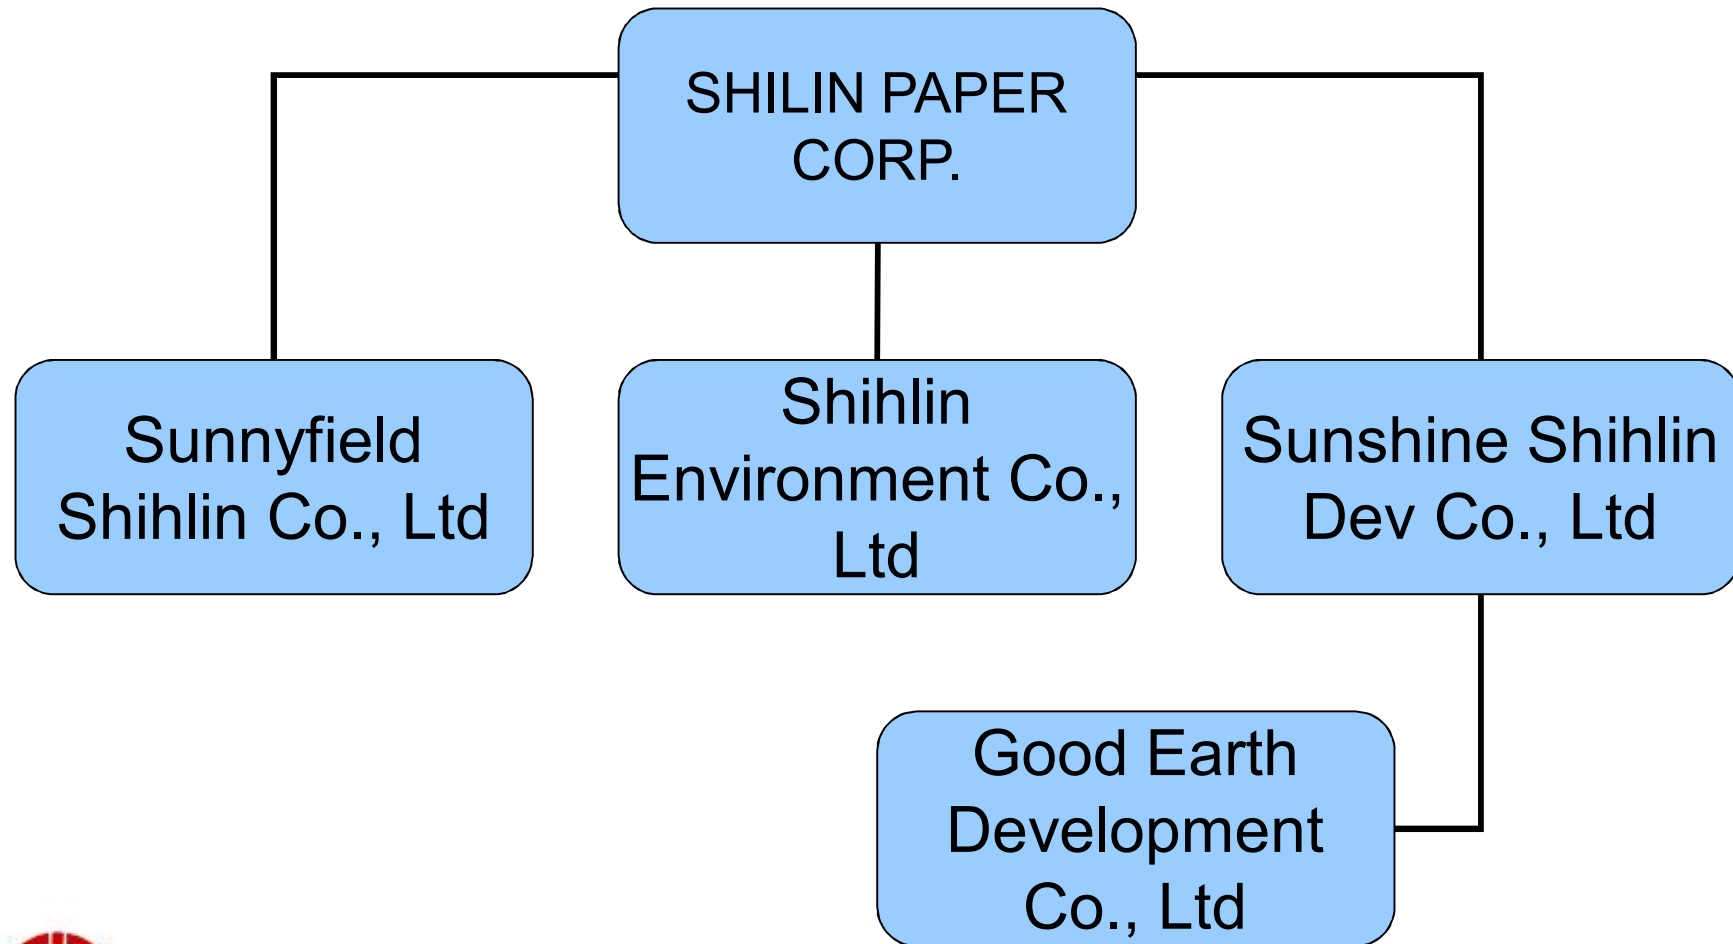 SHILIN PAPER
CORP.
Sunnyfield
Shihlin Co., Ltd
Shihlin
Environment Co.,
Ltd
Sunshine Shihlin
Dev Co., Ltd
Good Earth
Development
Co., Ltd